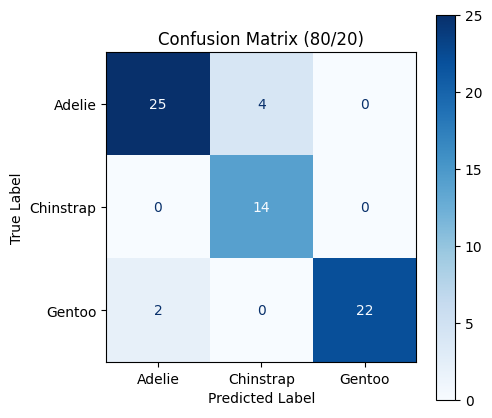 Confusion Matrix (80/20)
25
Adelie 25 4 0
20
15
Chinstrap 0 14 0
True Label
10
Gentoo 2 0 22
5
0
Adelie Chinstrap Gentoo
Predicted Label